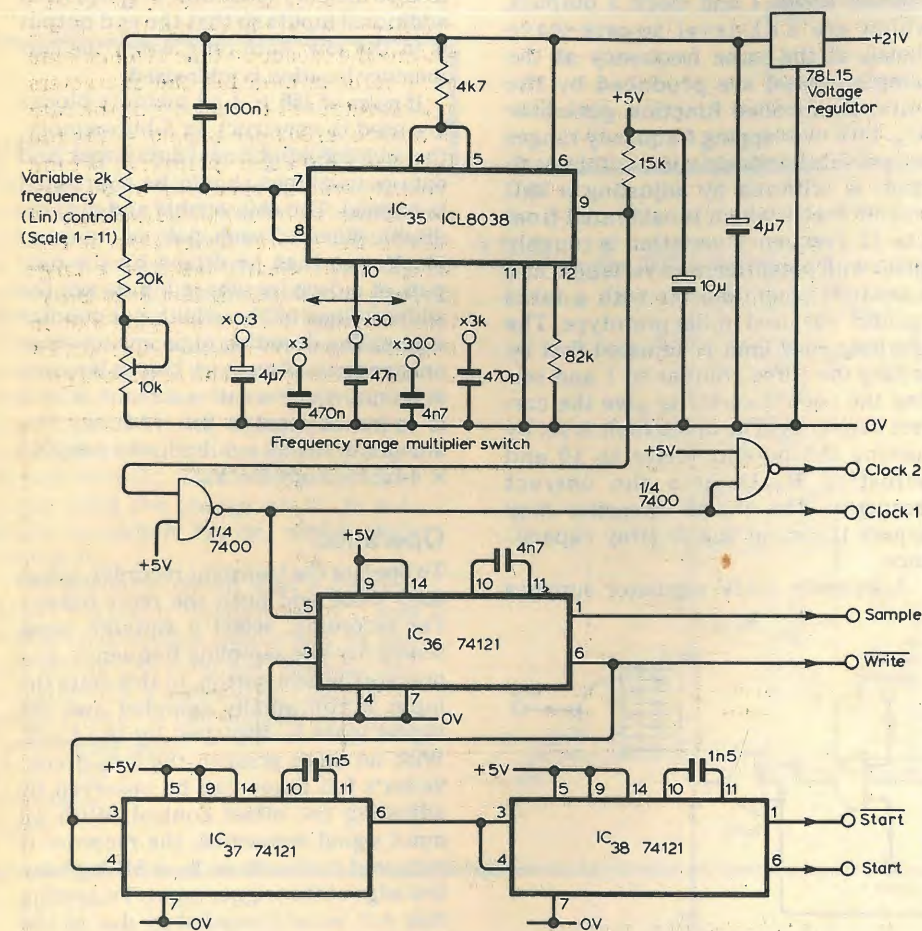 +21V
78L15
Voltage
regulator
4k7
+5V
100n
15k
4
5
6
Variable 2k
frequency
(Lin) control
(Scale 1-11)
7
8
IC35 ICL8038
9
4µ7
10
11
12
10µ
20k
10k
x0·3
x3
x30
x300
x3k
4µ7
470n
47n
4n7
470p
82k
0V
Frequency range multiplier switch
+5V
Clock 2
1/4
7400
Clock 1
1/4
7400
+5V
+5V
4n7
9
14
10
11
5
3
IC36 74121
1
6
Sample
Write
4
7
0V
+5V
1n5
5
9
14
10
11
3
4
IC37 74121
6
7
0V
+5V
1n5
5
9
14
10
11
3
4
IC38 74121
1
6
Start
Start
7
0V